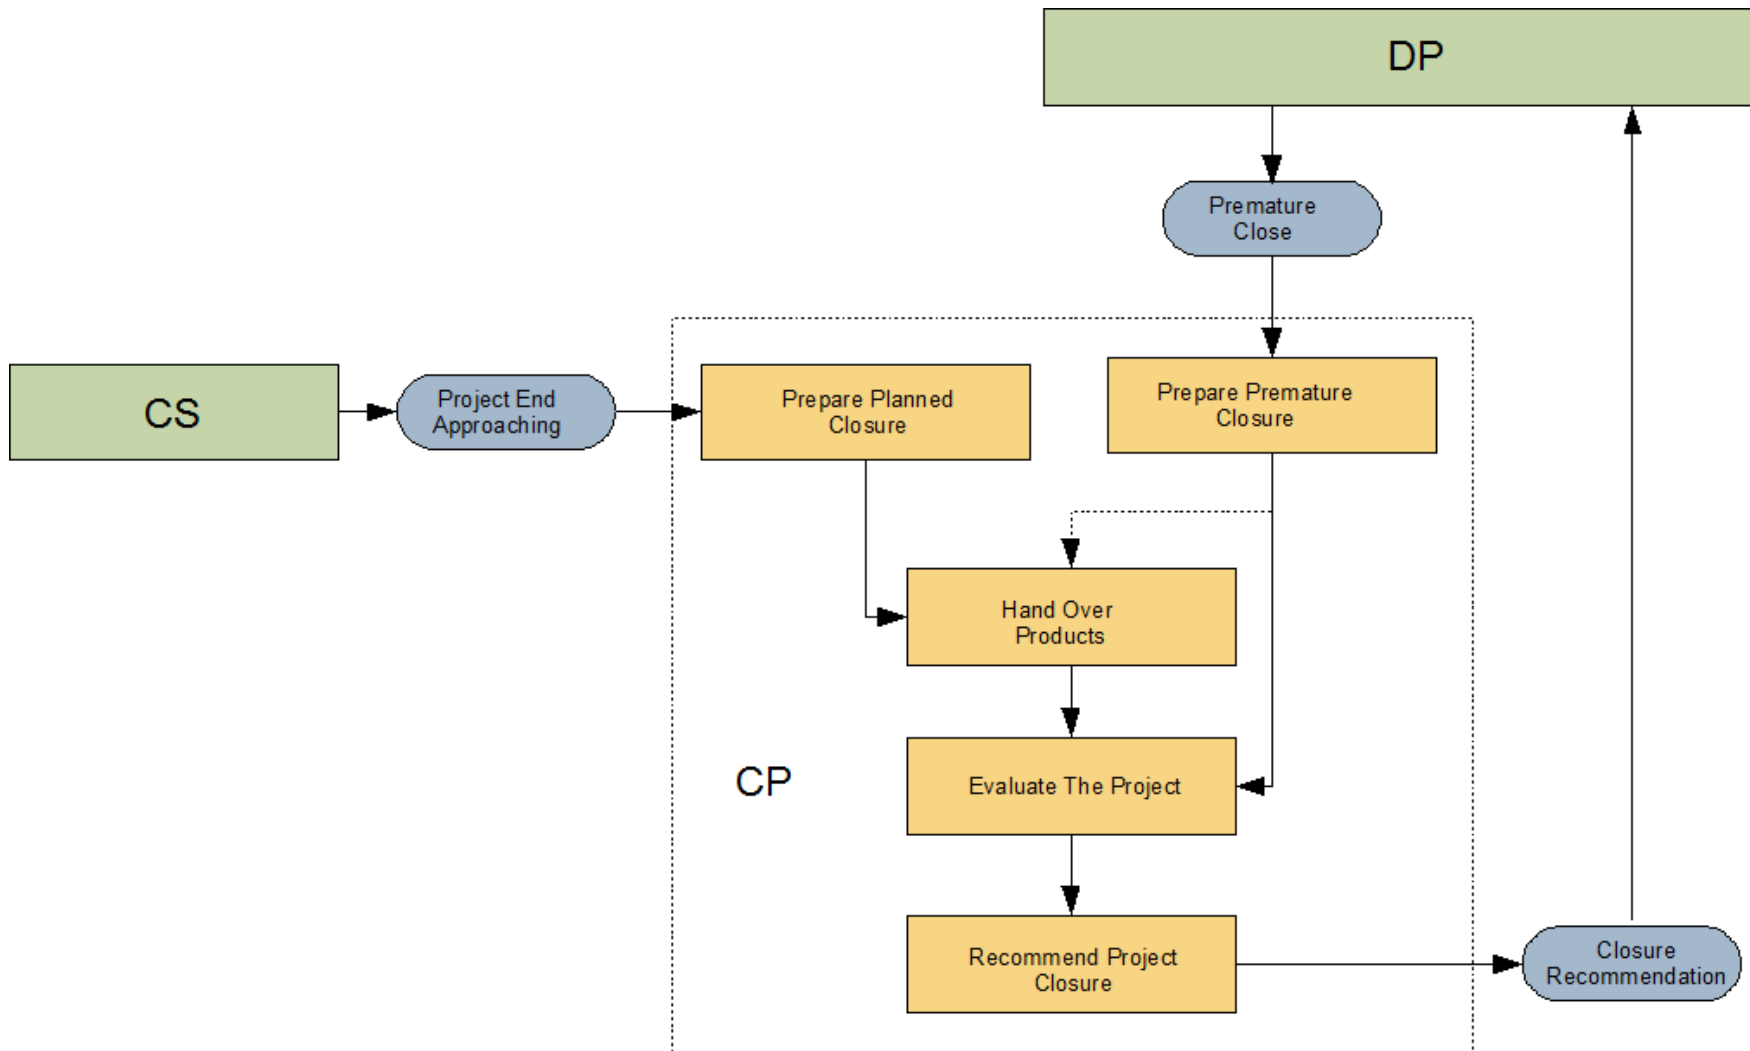 DP
Premature
Close
CS
Project End
Approaching
Prepare Planned
Closure
Prepare Premature
Closure
Hand Over
Products
CP
Evaluate The Project
Recommend Project
Closure
Closure
Recommendation